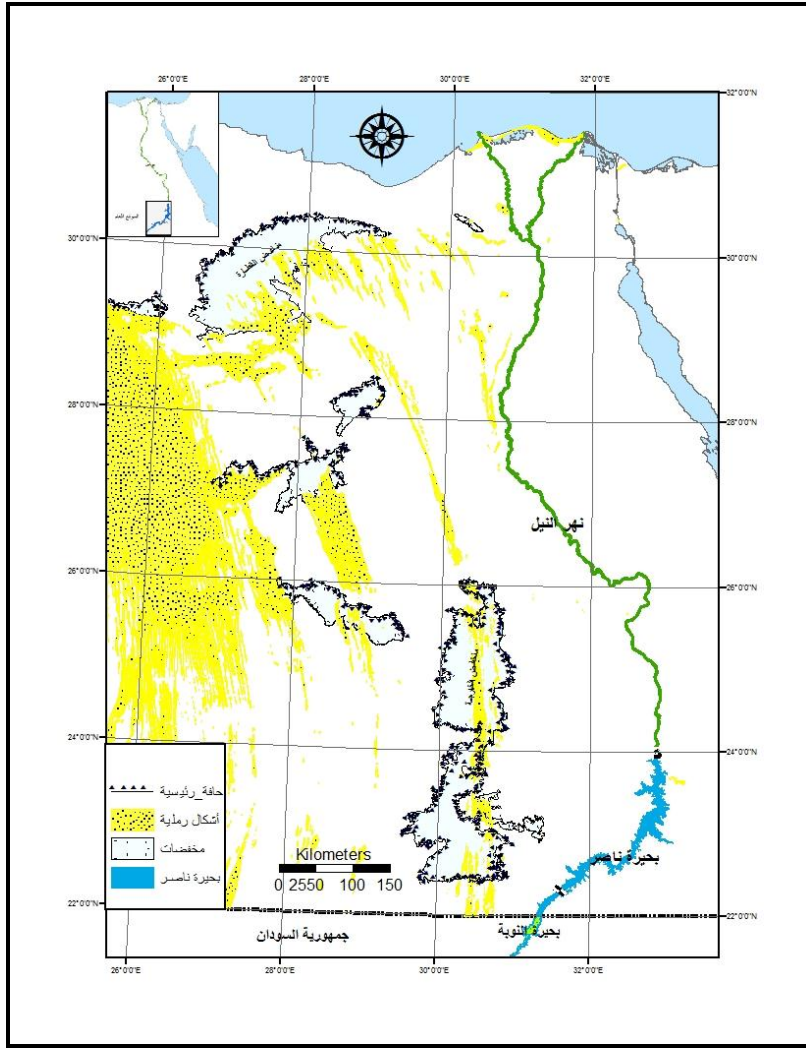 26°0'0"E
28°0'0"E
30°0'0"E
32°0'0"E
32°0'0"N
30°0'0"N
30°0'0"N
28°0'0"N
28°0'0"N
نهر النيل
26°0'0"N
26°0'0"N
24°0'0"N
24°0'0"N
حافة_رئيسية
أشكال رملية
مخفضات
بحيرة ناصر
Kilometers
0 2550 100 150
بحيرة ناصر
22°0'0"N
22°0'0"N
جمهورية السودان
بحيرة النوبة
26°0'0"E
28°0'0"E
30°0'0"E
32°0'0"E